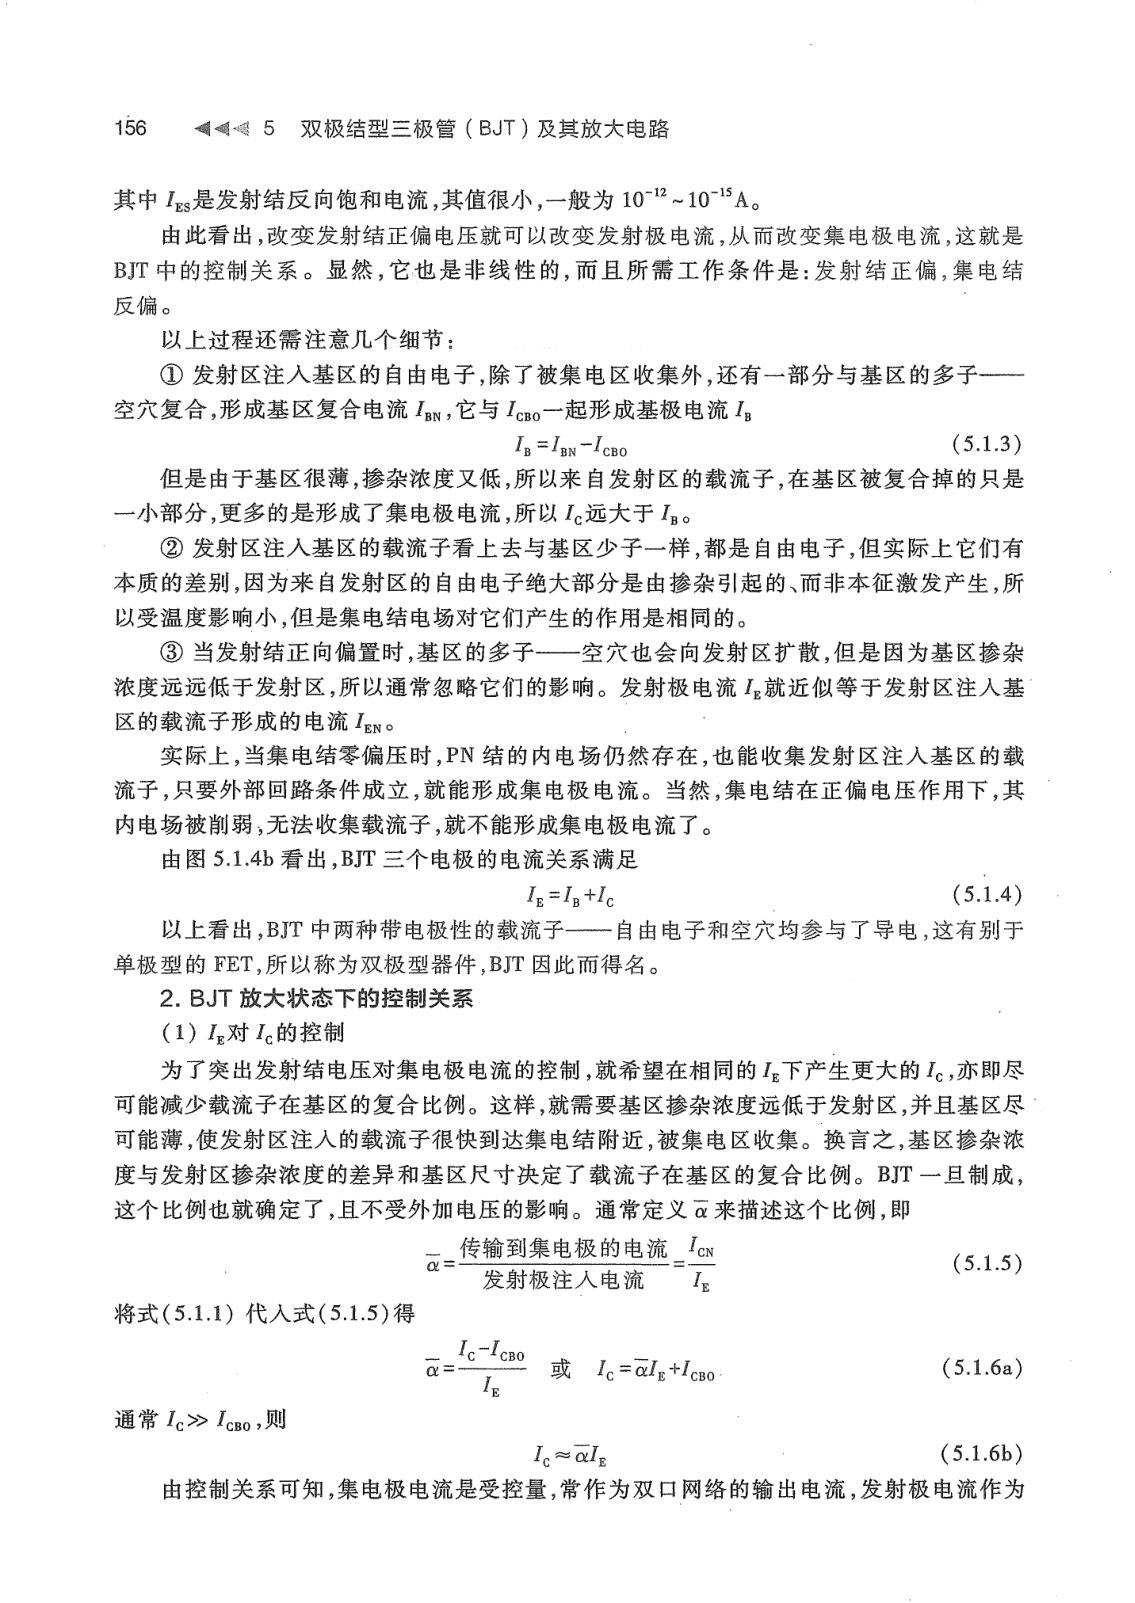 156 5 双极结型三极管(BJT)及其放大电路
其中 I_ES是发射结反向饱和电流,其值很小,一般为 10⁻¹² ~ 10⁻¹⁵A。
由此看出,改变发射结正偏电压就可以改变发射极电流,从而改变集电极电流,这就是
BJT 中的控制关系。显然,它也是非线性的,而且所需工作条件是:发射结正偏,集电结
反偏。
以上过程还需注意几个细节:
① 发射区注入基区的自由电子,除了被集电区收集外,还有一部分与基区的多子——
空穴复合,形成基区复合电流 I_BN,它与 I_CBO一起形成基极电流 I_B
I_B=I_BN-I_CBO (5.1.3)
但是由于基区很薄,掺杂浓度又低,所以来自发射区的载流子,在基区被复合掉的只是
一小部分,更多的是形成了集电极电流,所以 I_C远大于 I_B。
② 发射区注入基区的载流子看上去与基区少子一样,都是自由电子,但实际上它们有
本质的差别,因为来自发射区的自由电子绝大部分是由掺杂引起的、而非本征激发产生,所
以受温度影响小,但是集电结电场对它们产生的作用是相同的。
③ 当发射结正向偏置时,基区的多子——空穴也会向发射区扩散,但是因为基区掺杂
浓度远远低于发射区,所以通常忽略它们的影响。发射极电流 I_E就近似等于发射区注入基
区的载流子形成的电流 I_EN。
实际上,当集电结零偏压时,PN 结的内电场仍然存在,也能收集发射区注入基区的载
流子,只要外部回路条件成立,就能形成集电极电流。当然,集电结在正偏电压作用下,其
内电场被削弱,无法收集载流子,就不能形成集电极电流了。
由图 5.1.4b 看出,BJT 三个电极的电流关系满足
I_E=I_B+I_C (5.1.4)
以上看出,BJT 中两种带电极性的载流子——自由电子和空穴均参与了导电,这有别于
单极型的 FET,所以称为双极型器件,BJT 因此而得名。
2. BJT 放大状态下的控制关系
(1) I_E对 I_C的控制
为了突出发射结电压对集电极电流的控制,就希望在相同的 I_E下产生更大的 I_C,亦即尽
可能减少载流子在基区的复合比例。这样,就需要基区掺杂浓度远低于发射区,并且基区尽
可能薄,使发射区注入的载流子很快到达集电结附近,被集电区收集。换言之,基区掺杂浓
度与发射区掺杂浓度的差异和基区尺寸决定了载流子在基区的复合比例。BJT 一旦制成,
这个比例也就确定了,且不受外加电压的影响。通常定义 ᾱ 来描述这个比例,即
ᾱ=传输到集电极的电流/发射极注入电流=I_CN/I_E (5.1.5)
将式(5.1.1)代入式(5.1.5)得
ᾱ=(I_C-I_CBO)/I_E 或 I_C=ᾱI_E+I_CBO (5.1.6a)
通常 I_C≫ I_CBO,则
I_C≈ᾱI_E (5.1.6b)
由控制关系可知,集电极电流是受控量,常作为双口网络的输出电流,发射极电流作为